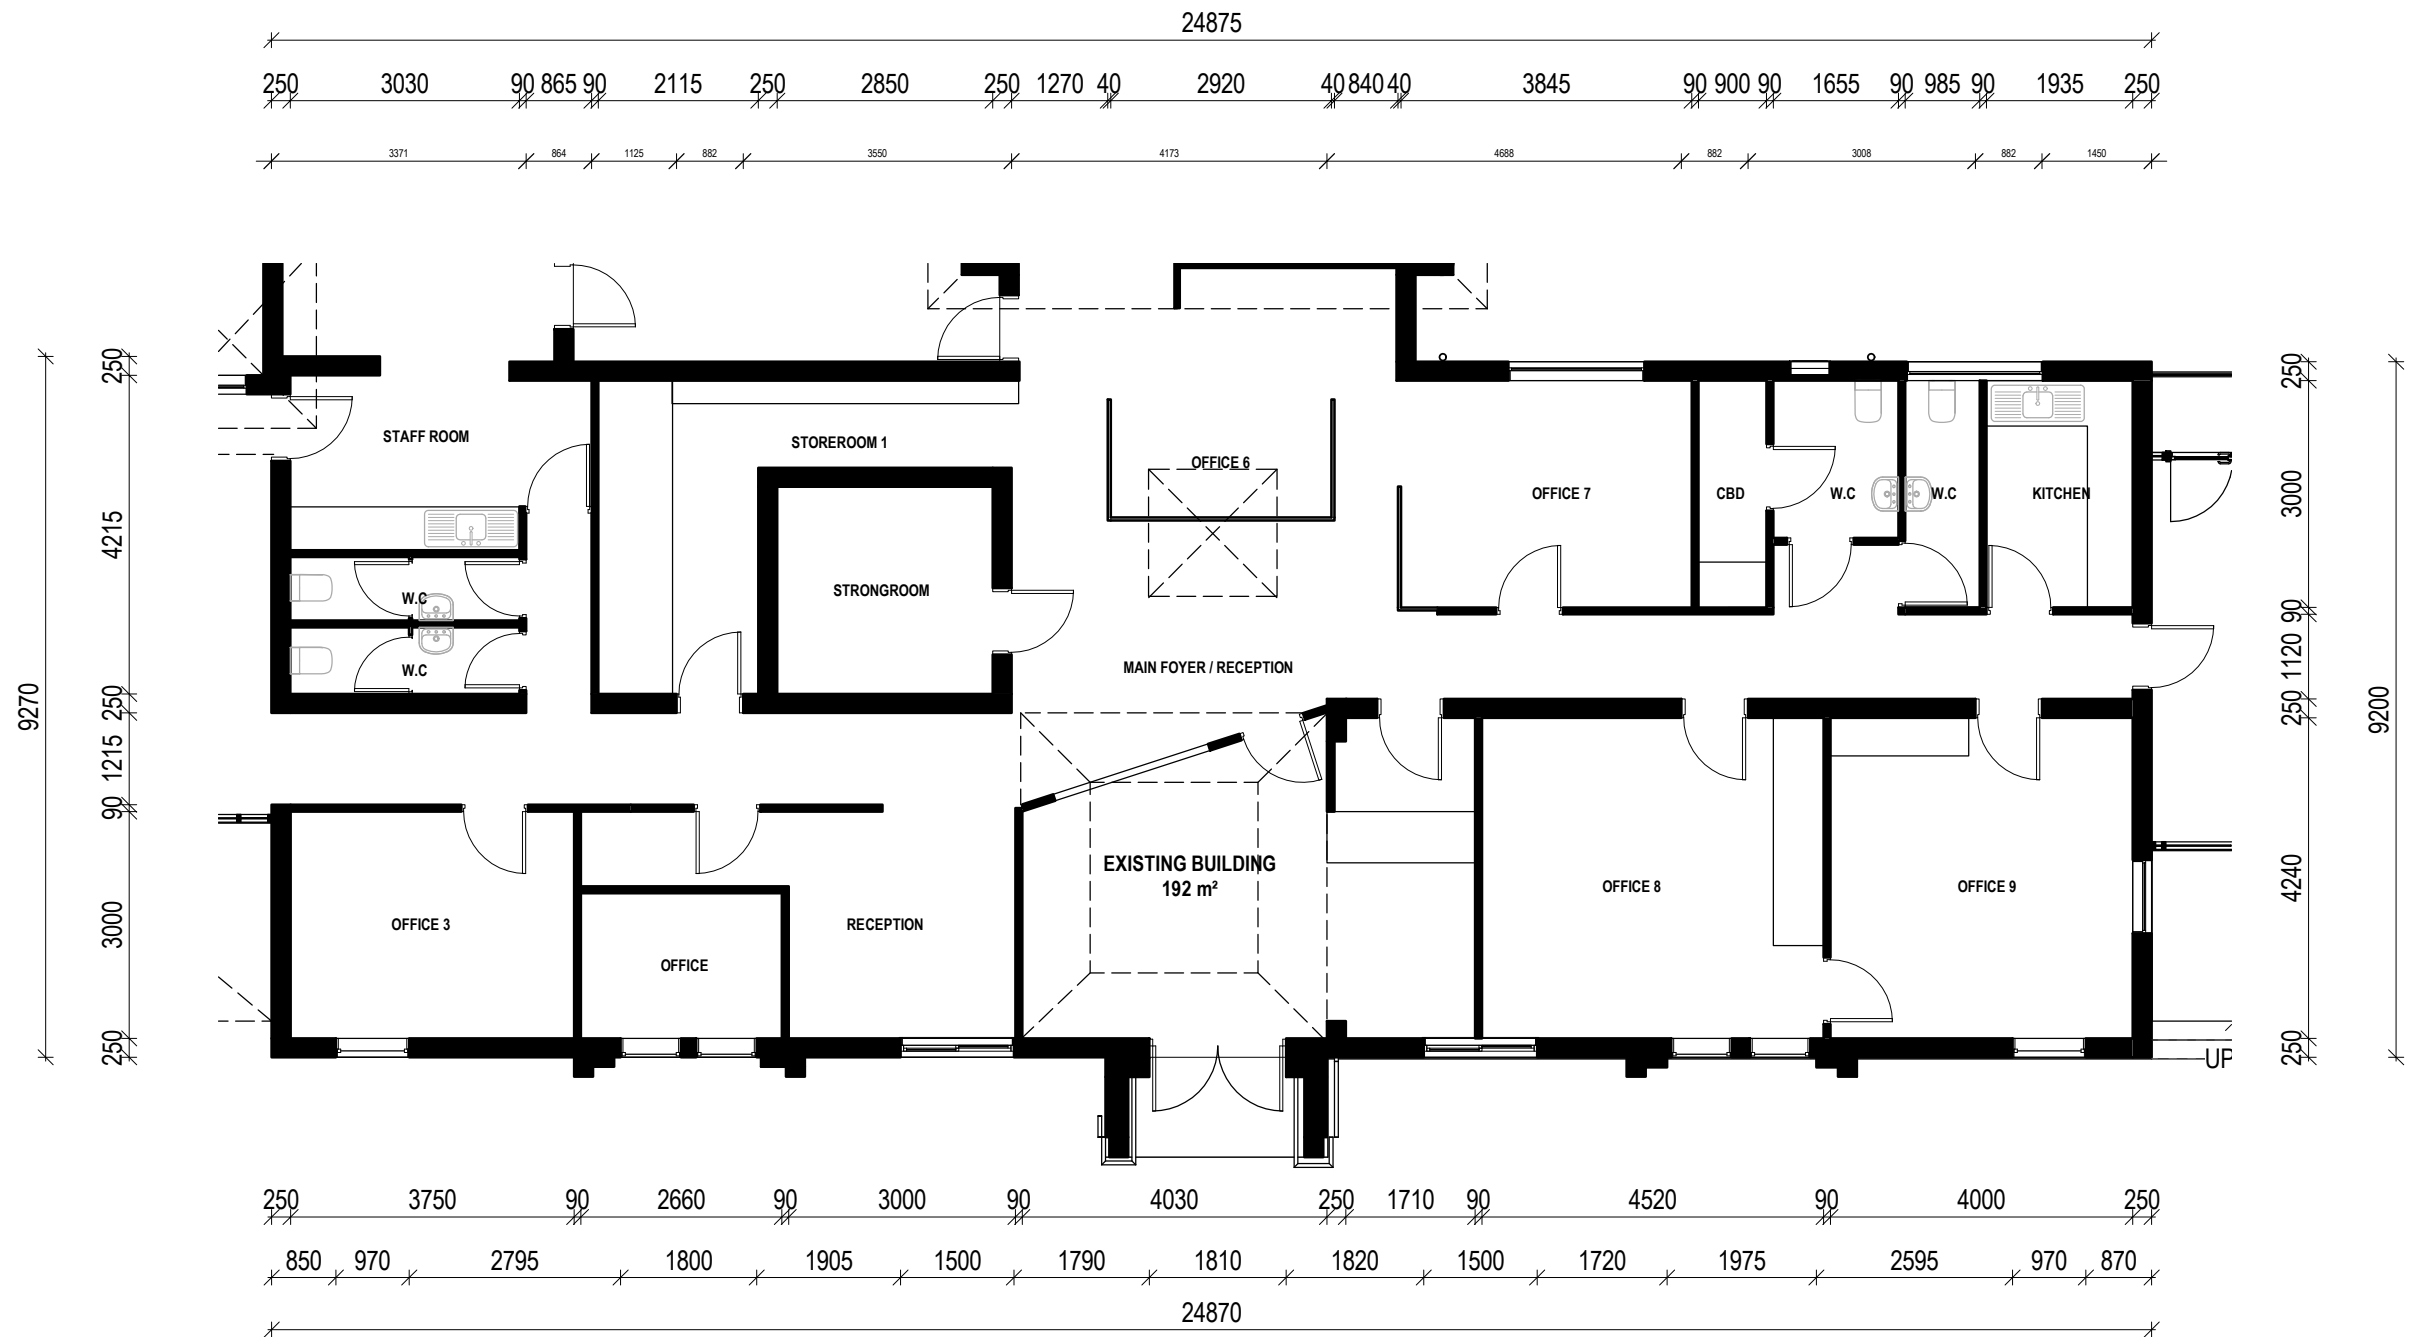 24875
250 3030 90 865 90 2115 250 2850 250 1270 40 2920 40 840 40 3845 90 900 90 1655 90 985 90 1935 250
3371 864 1125 882 3550 4173 4688 882 3008 882 1450
9270
250
4215
250
1215
90
3000
250
STAFF ROOM
STOREROOM 1
OFFICE 6
OFFICE 7
CBD
W.C
W.C
KITCHEN
STRONGROOM
W.C
W.C
MAIN FOYER / RECEPTION
EXISTING BUILDING
192 m²
OFFICE 8
OFFICE 9
OFFICE 3
RECEPTION
OFFICE
UP
250
3000
90
1120
250
4240
250
9200
250 3750 90 2660 90 3000 90 4030 250 1710 90 4520 90 4000 250
850 970 2795 1800 1905 1500 1790 1810 1820 1500 1720 1975 2595 970 870
24870